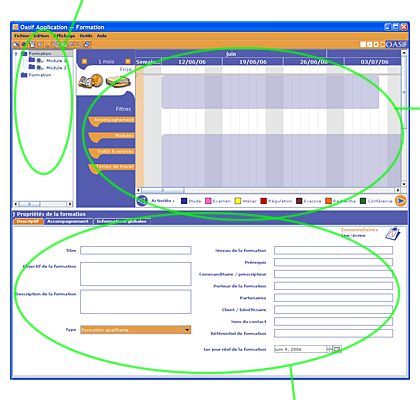 Oasif Application - Formation
Fichier Edition Affichage Outils Aide
OASIF
Formation
Module 1
Module 2
Formation
1 mois
Frise
Filtres
Accompagnement
Modules
Outils & services
Temps de travail
Juin
Semain... 12/06/06 19/06/06 26/06/06 03/07/06
Activités : Etude Examen Atelier Régulation Exercice Recherche Conférence
Propriétés de la formation
Descriptif Accompagnement Informations globales
Commentaires
Lire/écrire
Titre
Objectif de la formation
Description de la formation
Type Formation qualifiante
Niveau de la formation
Prérequis
Commanditaire / prescripteur
Porteur de la formation
Partenaires
Client / bénéficiaire
Nom du contact
Référentiel de formation
1er jour réel de la formation juin 9, 2006